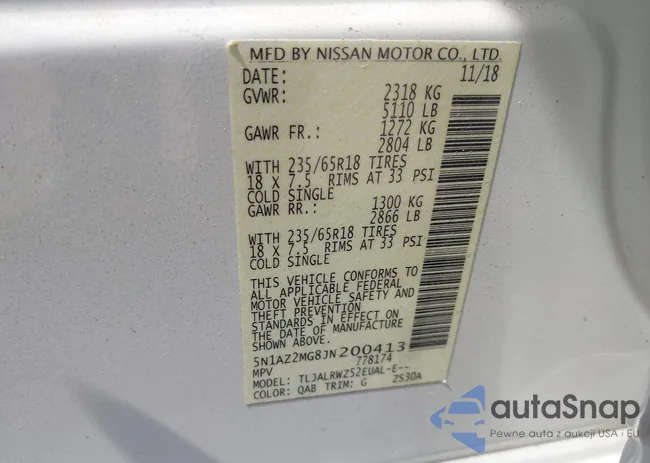 MFD BY NISSAN MOTOR CO., LTD.
DATE: 11/18
GVWR: 2318 KG
5110 LB
GAWR FR.: 1272 KG
2804 LB
WITH 235/65R18 TIRES
18 X 7.5 RIMS AT 33 PSI
COLD SINGLE
GAWR RR.: 1300 KG
2866 LB
WITH 235/65R18 TIRES
18 X 7.5 RIMS AT 33 PSI
COLD SINGLE
THIS VEHICLE CONFORMS TO
ALL APPLICABLE FEDERAL
MOTOR VEHICLE SAFETY AND
THEFT PREVENTION
STANDARDS IN EFFECT ON
THE DATE OF MANUFACTURE
5N1AZ2MG8JN200413
MPV 778174
MODEL: TLJALRWZ52EUAL-E--
COLOR: QAB TRIM: G ZS30A
autaSnap
Pewne auta z aukcji USA i EU